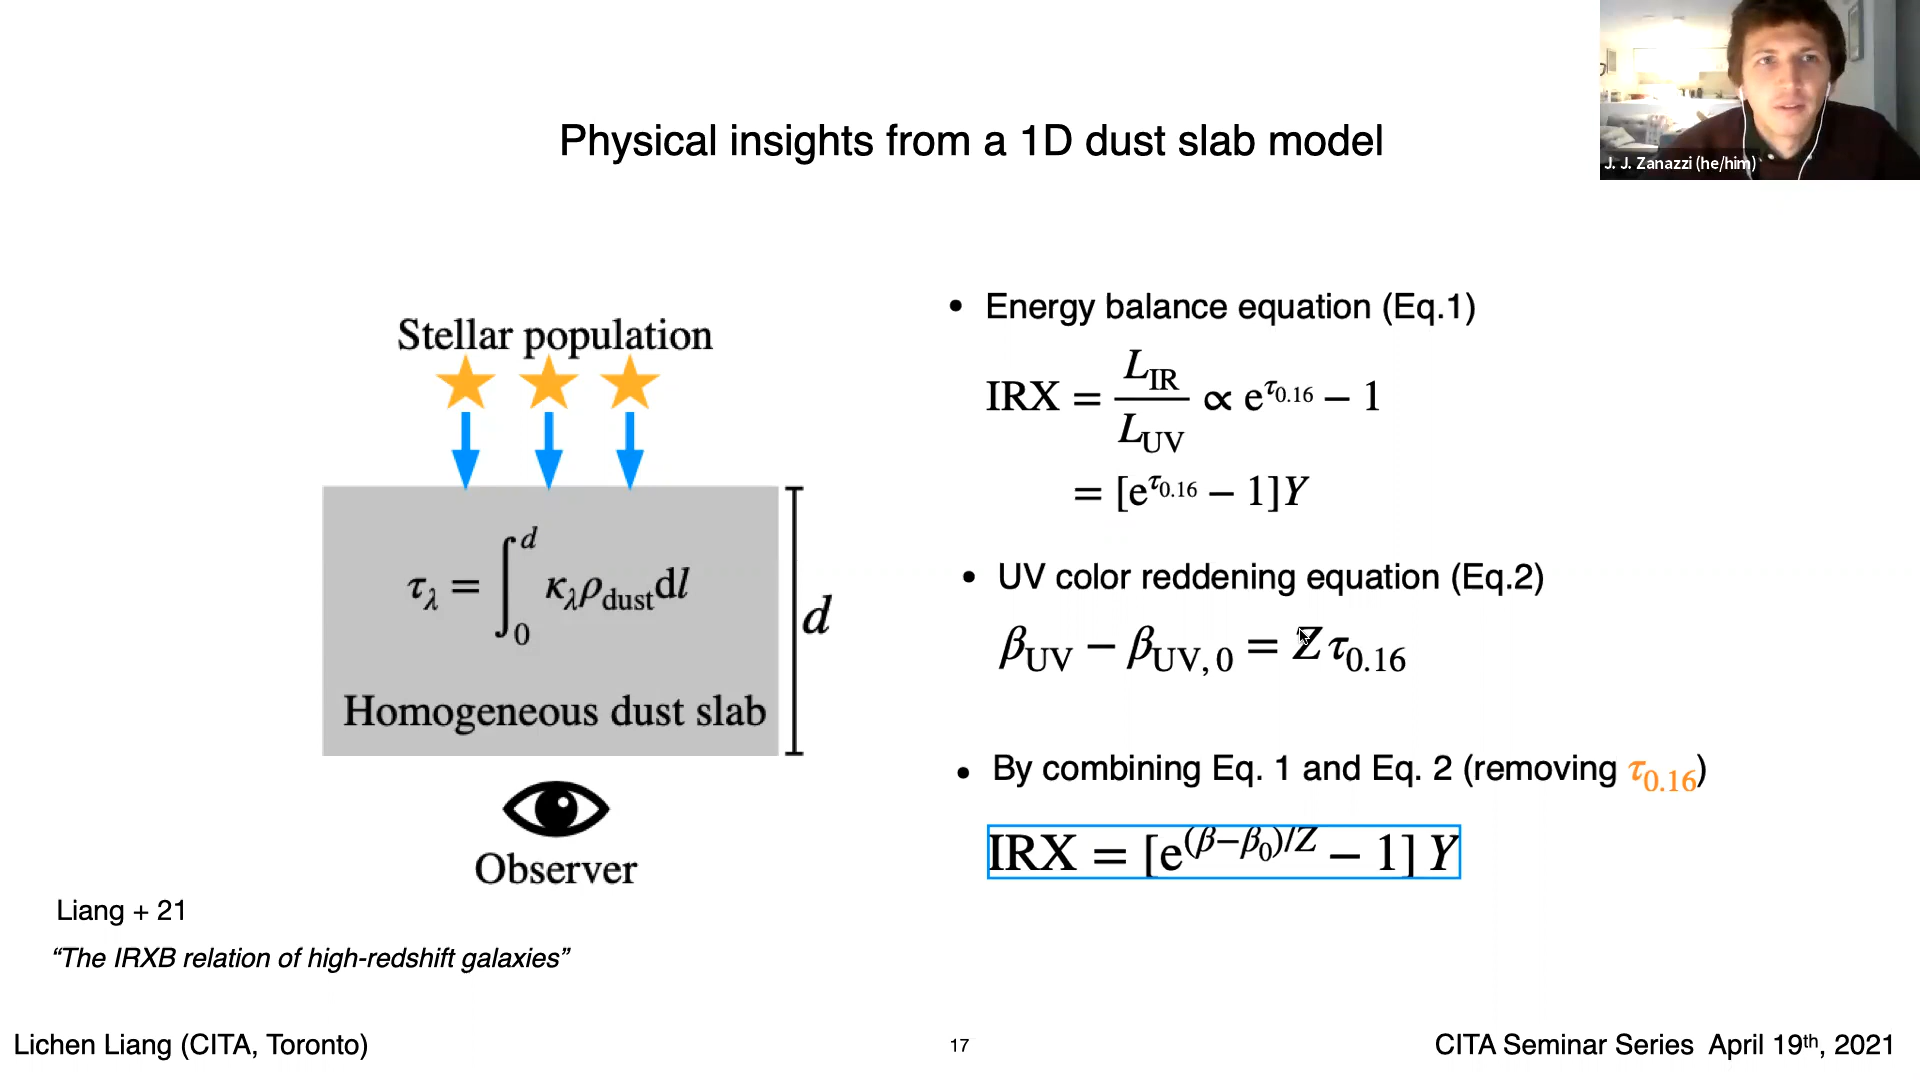 J. J. Zanazzi (he/him)
Physical insights from a 1D dust slab model
Stellar population
τ_λ = ∫_0^d κ_λ ρ_dust dl
d
Homogeneous dust slab
Observer
Liang + 21
“The IRXB relation of high-redshift galaxies”
• Energy balance equation (Eq.1)
IRX = L_IR / L_UV ∝ e^{τ_0.16} − 1
= [e^{τ_0.16} − 1]Y
• UV color reddening equation (Eq.2)
β_UV − β_UV, 0 = Z τ_0.16
• By combining Eq. 1 and Eq. 2 (removing τ_0.16)
IRX = [e^{(β−β_0)/Z} − 1] Y
Lichen Liang (CITA, Toronto)
17
CITA Seminar Series April 19th, 2021